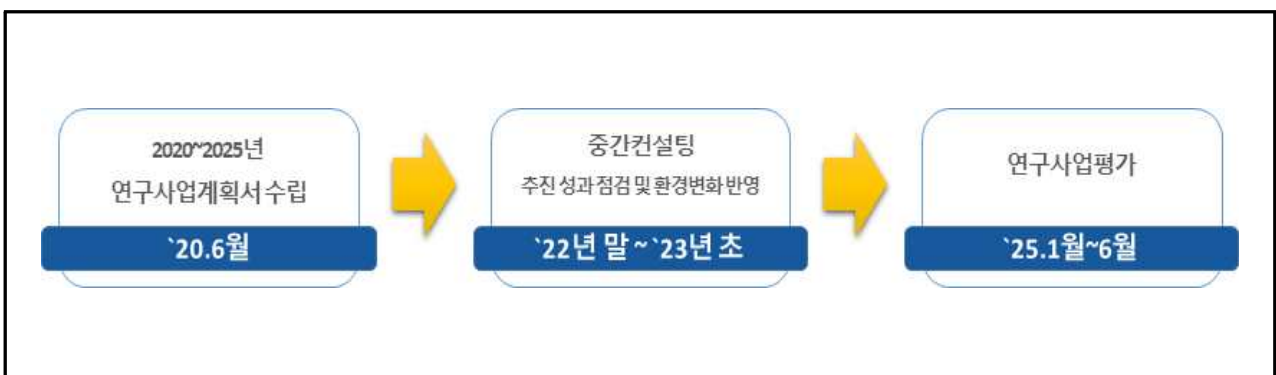 2020~2025년
연구사업계획서 수립
`20.6월
중간컨설팅
추진 성과 점검 및 환경변화 반영
`22년 말 ~ `23년 초
연구사업평가
`25.1월~6월